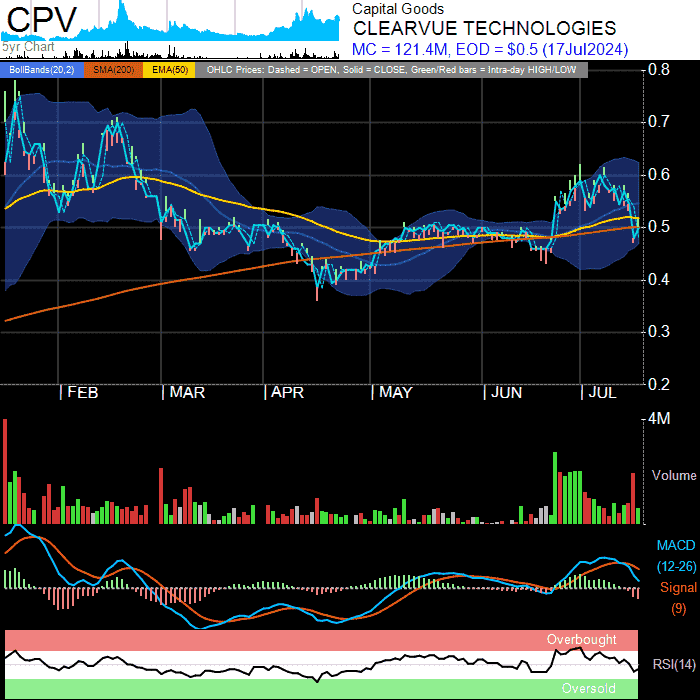 CPV
5yr Chart
Capital Goods
CLEARVUE TECHNOLOGIES
MC = 121.4M, EOD = $0.5 (17Jul2024)
BollBands(20,2) SMA(200) EMA(50) OHLC Prices: Dashed = OPEN, Solid = CLOSE, Green/Red bars = Intra-day HIGH/LOW
0.8
0.7
0.6
0.5
0.4
0.3
0.2
FEB MAR APR MAY JUN JUL
4M
Volume
MACD
(12-26)
Signal
(9)
Overbought
RSI(14)
Oversold